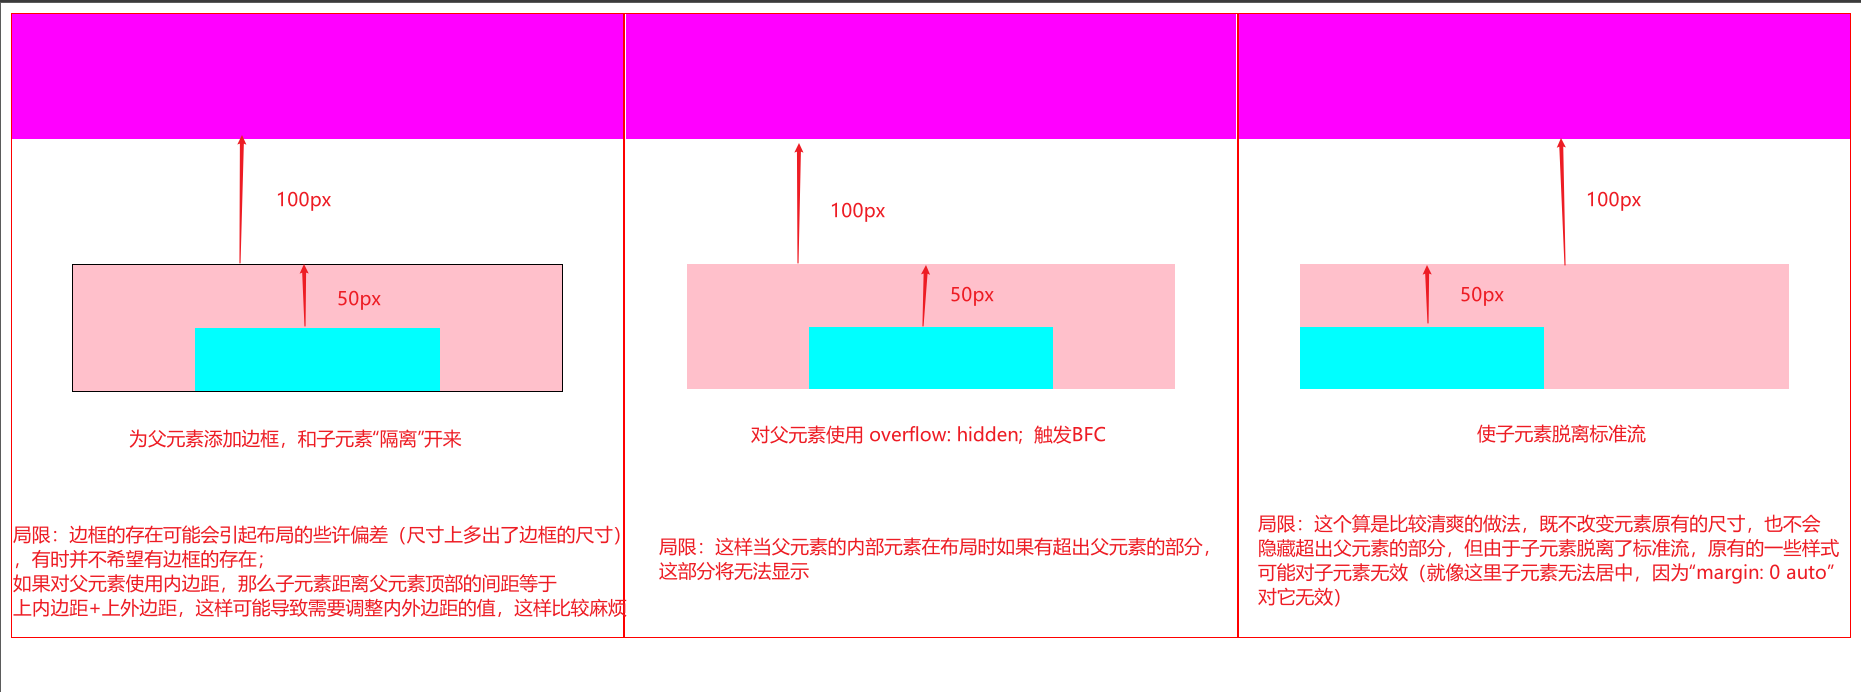 100px
50px
为父元素添加边框，和子元素“隔离“开来
局限：边框的存在可能会引起布局的些许偏差（尺寸上多出了边框的尺寸）
，有时并不希望有边框的存在；
如果对父元素使用内边距，那么子元素距离父元素顶部的间距等于
上内边距+上外边距，这样可能导致需要调整内外边距的值，这样比较麻烦
100px
50px
对父元素使用 overflow: hidden;  触发BFC
局限：这样当父元素的内部元素在布局时如果有超出父元素的部分，
这部分将无法显示
100px
50px
使子元素脱离标准流
局限：这个算是比较清爽的做法，既不改变元素原有的尺寸，也不会
隐藏超出父元素的部分，但由于子元素脱离了标准流，原有的一些样式
可能对子元素无效（就像这里子元素无法居中，因为“margin: 0 auto”
对它无效）